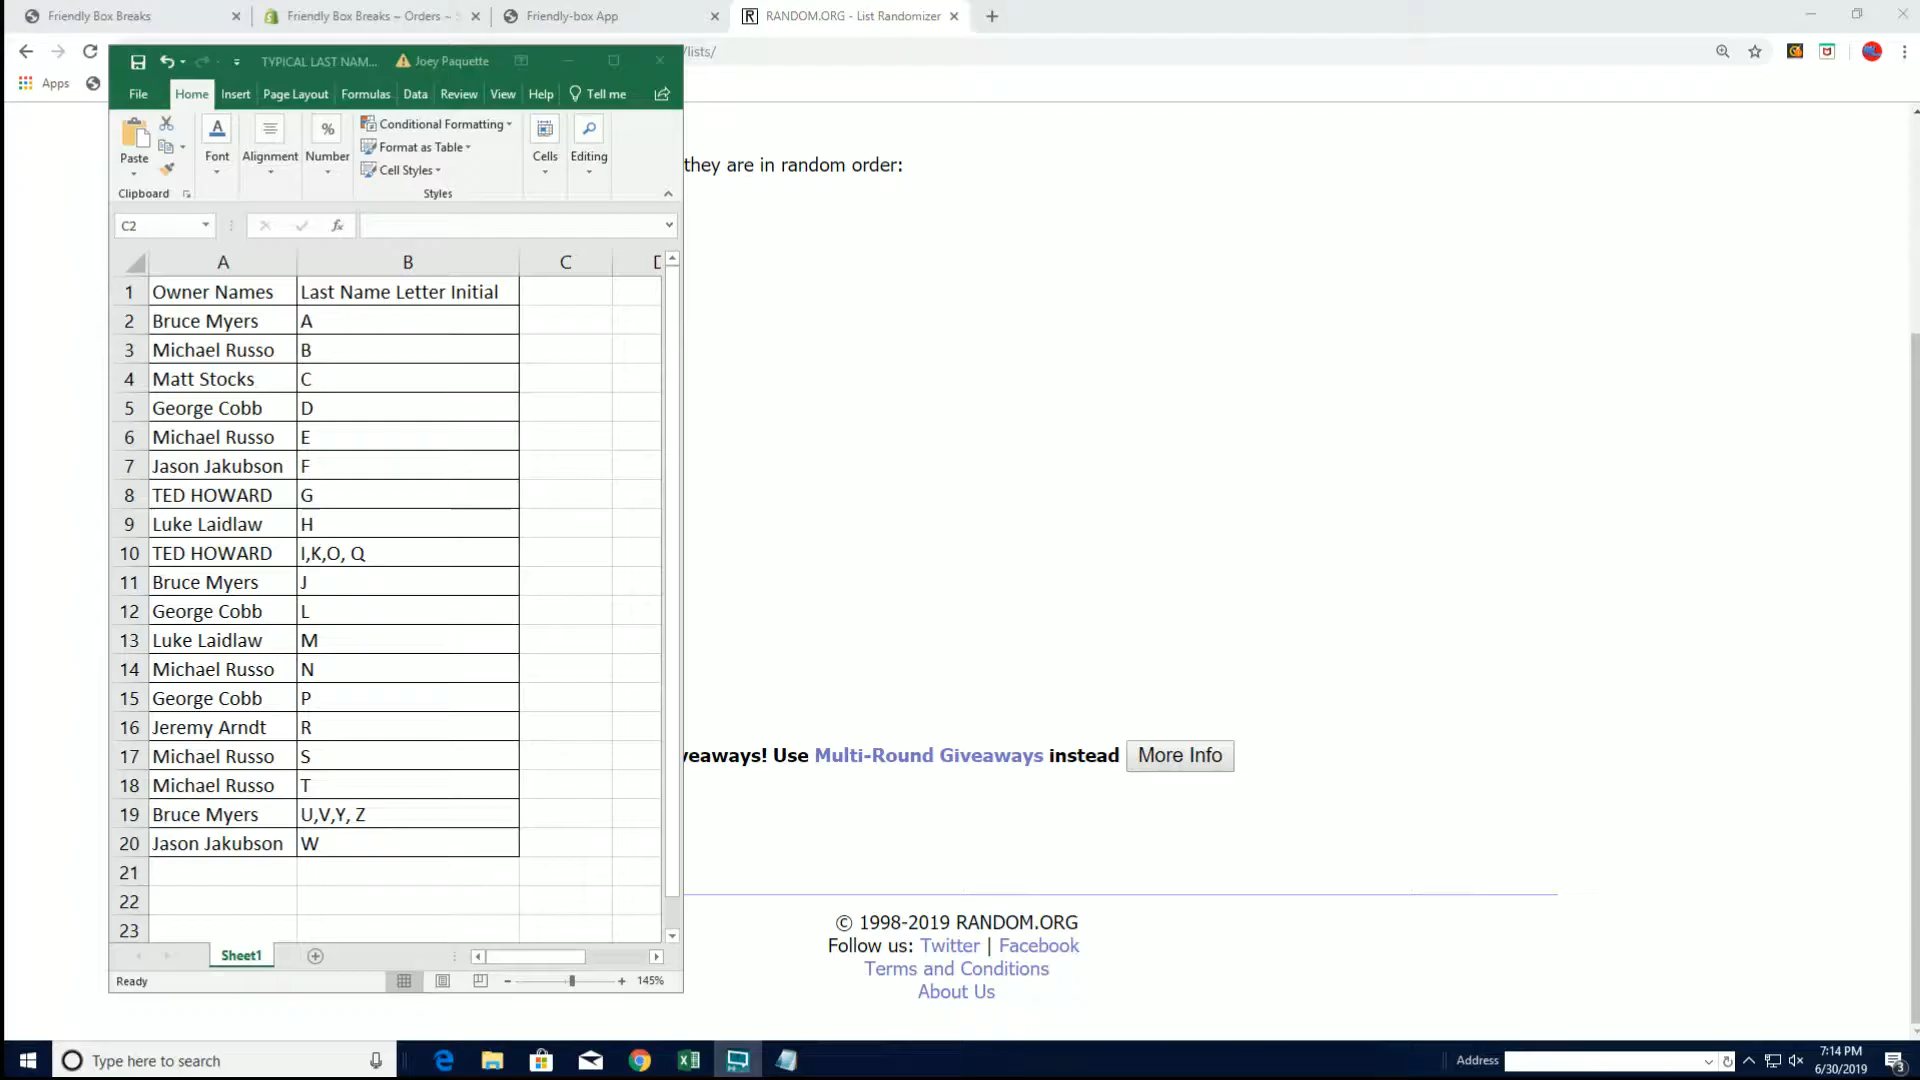 Friendly Box Breaks
Friendly Box Breaks ~ Orders ~
Friendly-box App
RANDOM.ORG - List Randomizer
/lists/
Apps
TYPICAL LAST NAM...
Joey Paquette
File Home Insert Page Layout Formulas Data Review View Help Tell me
Paste
Clipboard
Font
Alignment
Number
Conditional Formatting
Format as Table
Cell Styles
Styles
Cells
Editing
they are in random order:
C2
fx
A B C
1 Owner Names Last Name Letter Initial
2 Bruce Myers A
3 Michael Russo B
4 Matt Stocks C
5 George Cobb D
6 Michael Russo E
7 Jason Jakubson F
8 TED HOWARD G
9 Luke Laidlaw H
10 TED HOWARD I,K,O, Q
11 Bruce Myers J
12 George Cobb L
13 Luke Laidlaw M
14 Michael Russo N
15 George Cobb P
16 Jeremy Arndt R
17 Michael Russo S
18 Michael Russo T
19 Bruce Myers U,V,Y, Z
20 Jason Jakubson W
21
22
23
Sheet1
Ready
145%
veaways! Use Multi-Round Giveaways instead More Info
© 1998-2019 RANDOM.ORG
Follow us: Twitter | Facebook
Terms and Conditions
About Us
Type here to search
Address
7:14 PM
6/30/2019
3